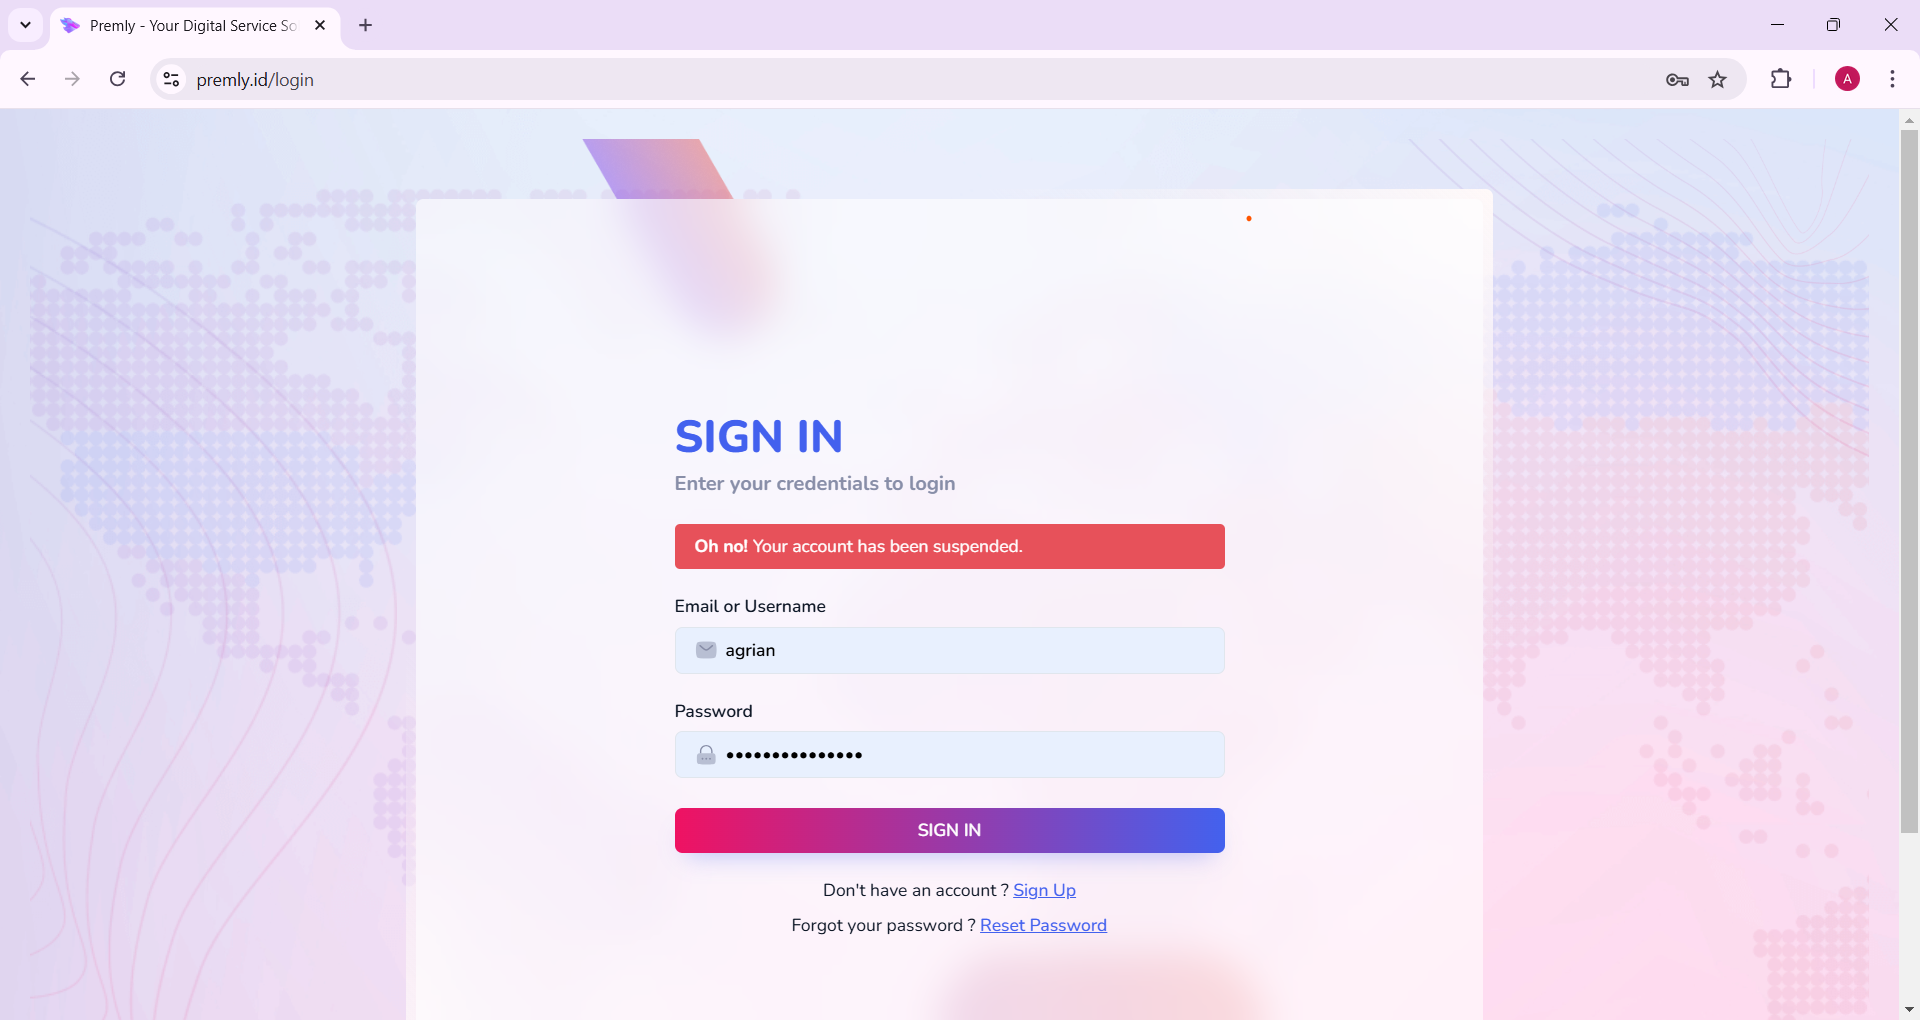 Premly - Your Digital Service So
premly.id/login
A
SIGN IN
Enter your credentials to login
Oh no! Your account has been suspended.
Email or Username
agrian
Password
•••••••••••••••
SIGN IN
Don't have an account ? Sign Up
Forgot your password ? Reset Password